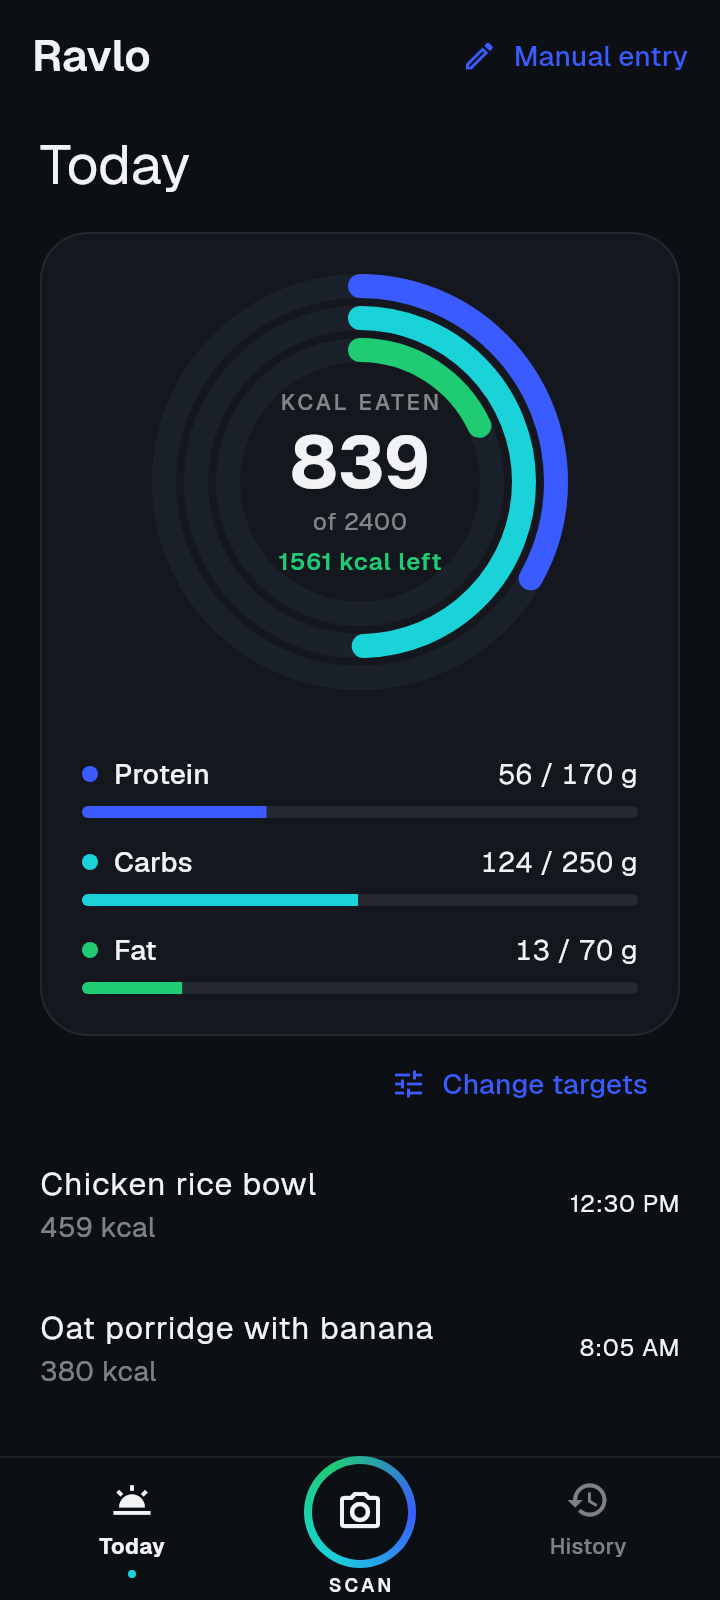 Ravlo
Manual entry
Today
KCAL EATEN
839
of 2400
1561 kcal left
Protein
56 / 170 g
Carbs
124 / 250 g
Fat
13 / 70 g
Change targets
Chicken rice bowl
459 kcal
12:30 PM
Oat porridge with banana
380 kcal
8:05 AM
Today
SCAN
History